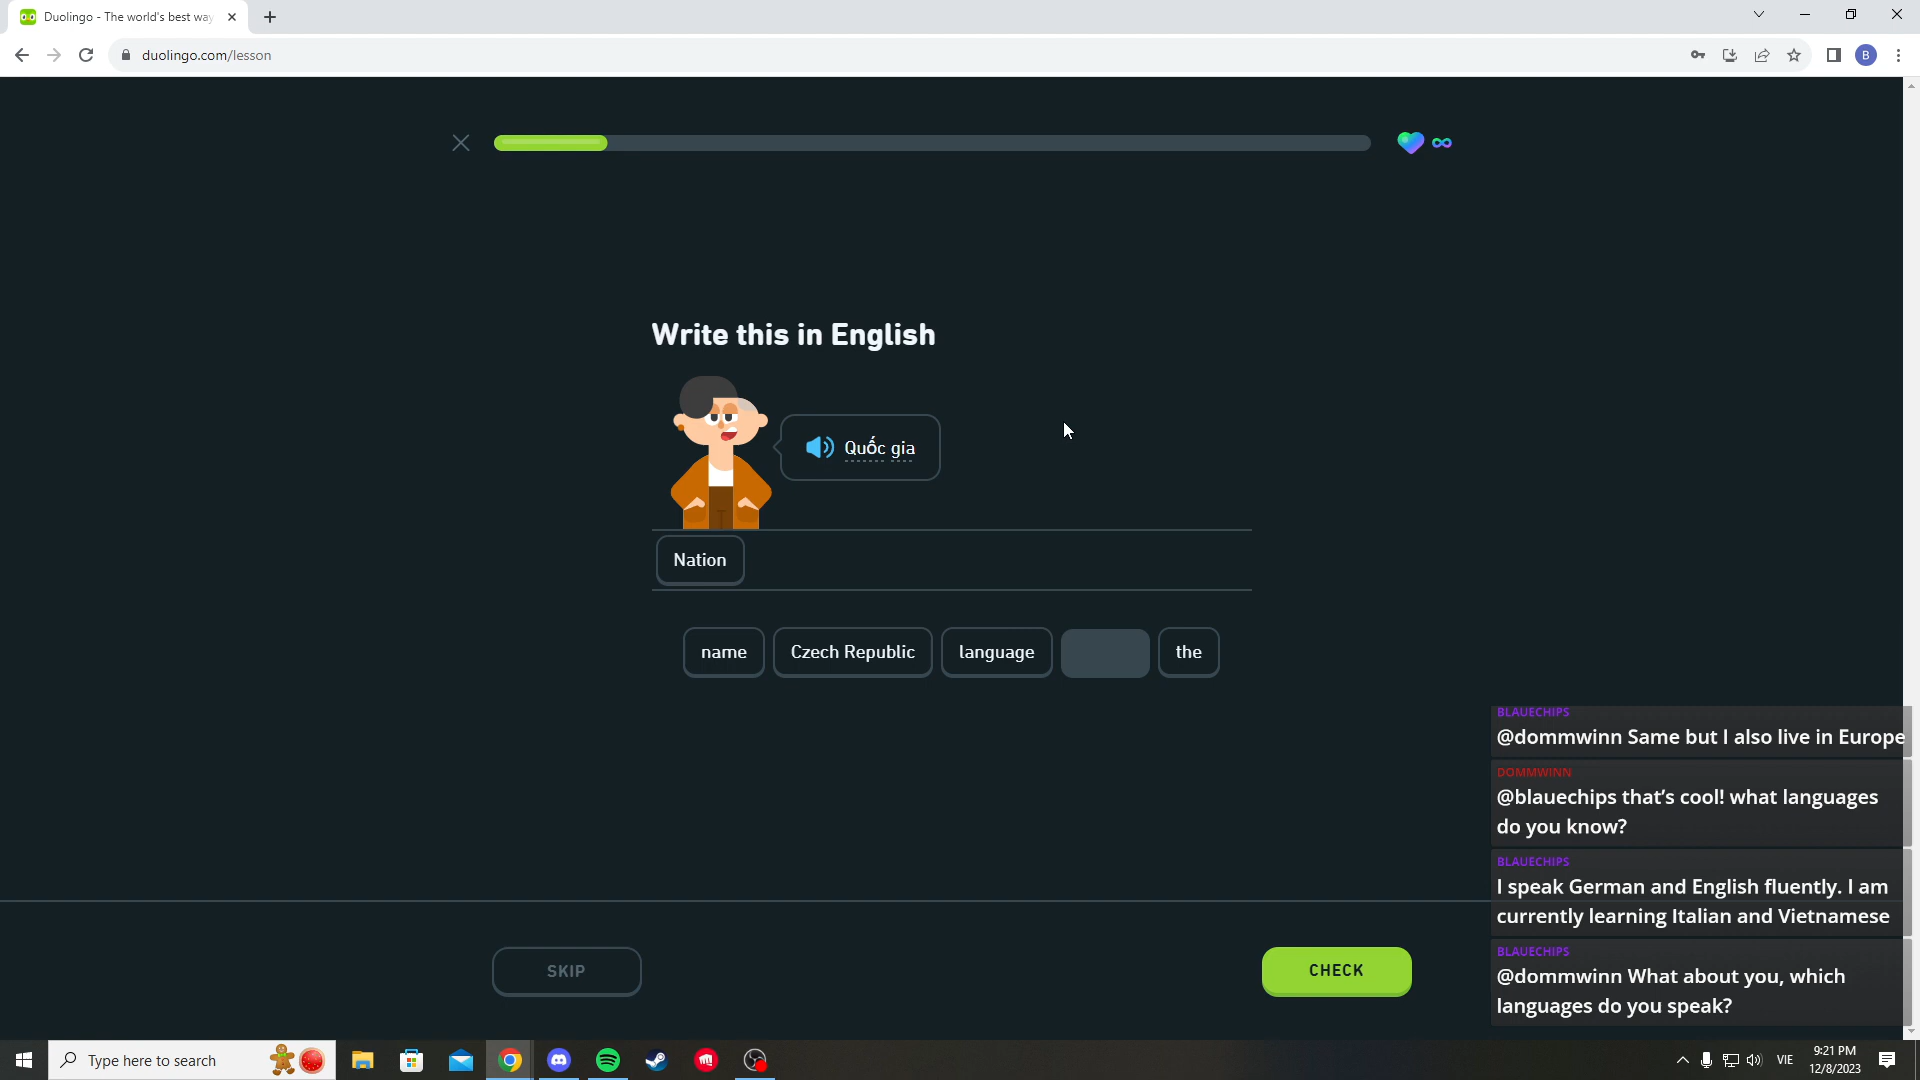 Duolingo - The world's best way
duolingo.com/lesson
B
Write this in English
Quốc gia
Nation
name
Czech Republic
language
the
SKIP
CHECK
BLAUECHIPS
@dommwinn Same but I also live in Europe
DOMMWINN
@blauechips that’s cool! what languages
do you know?
BLAUECHIPS
I speak German and English fluently. I am
currently learning Italian and Vietnamese
BLAUECHIPS
@dommwinn What about you, which
languages do you speak?
Type here to search
VIE
9:21 PM
12/8/2023